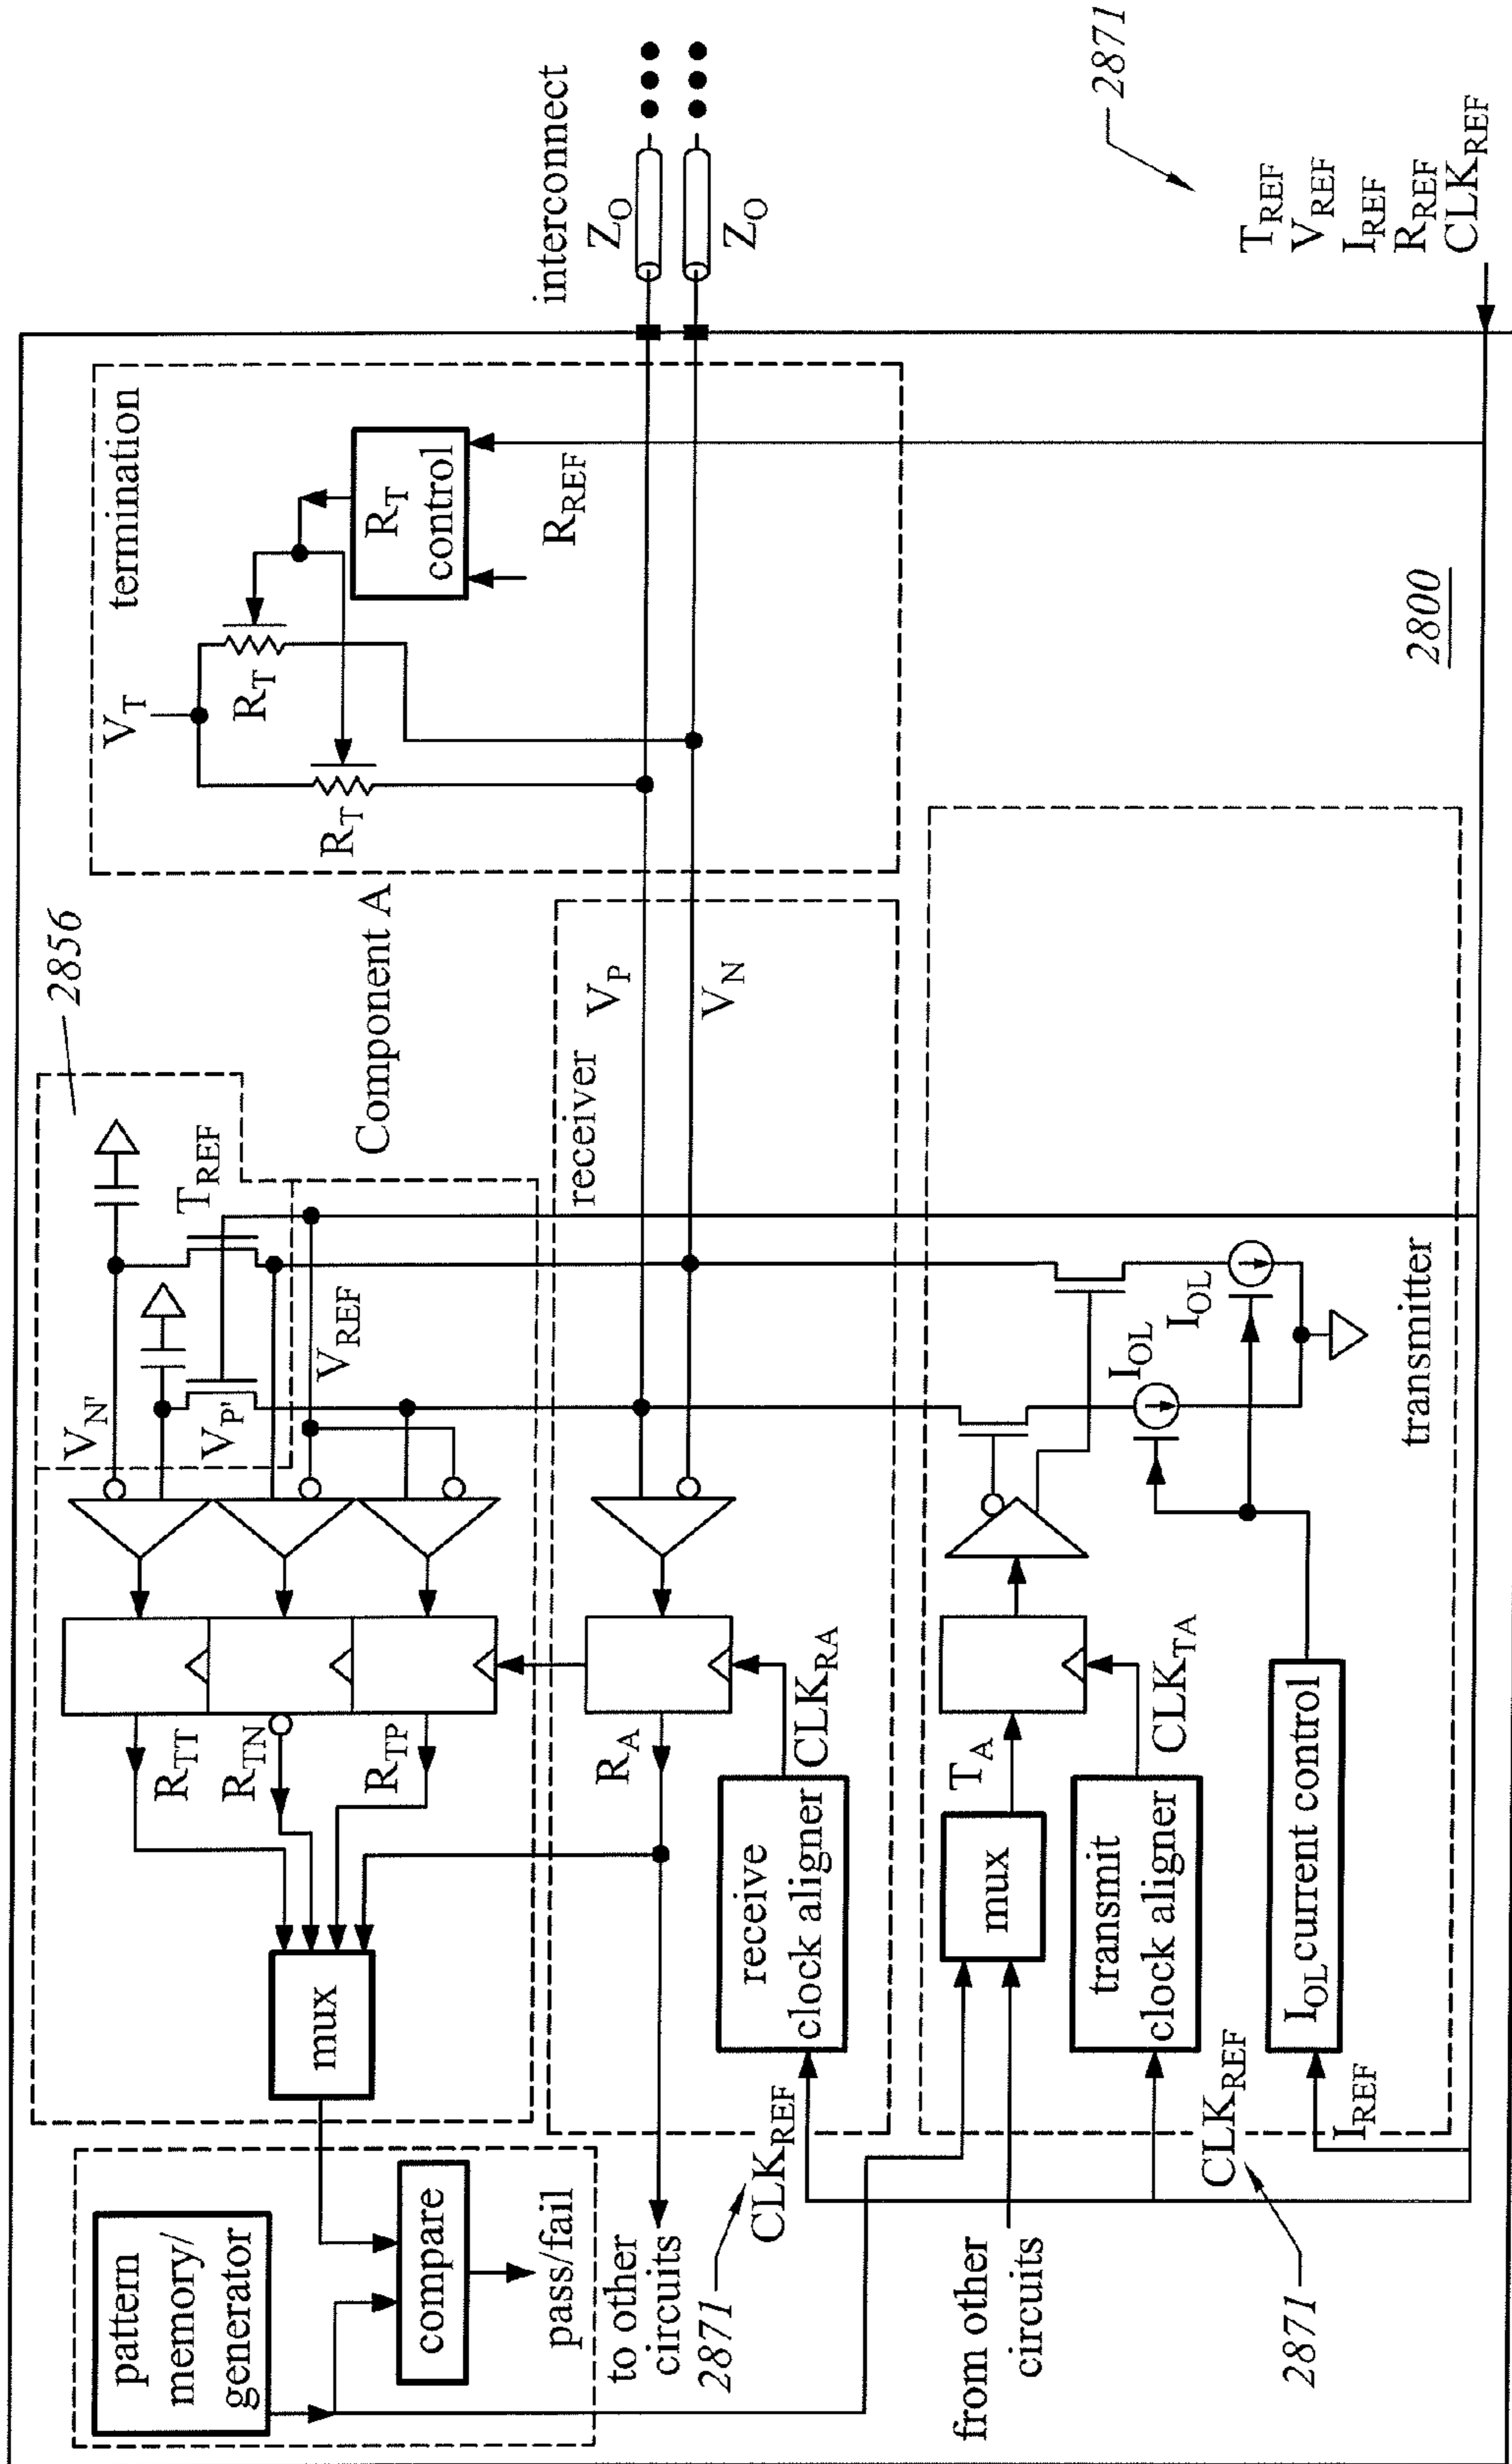 pattern
memory/
generator
compare
pass/fail
mux
R_TT
R_TN
R_TP
V_N'
V_P'
V_REF
T_REF
2856
Component A
termination
V_T
R_T
R_T
R_T
control
R_REF
interconnect
Z_O
Z_O
receiver
V_P
V_N
R_A
CLK_RA
receive
clock aligner
to other
circuits
2871
CLK_REF
from other
circuits
mux
T_A
transmit
clock aligner
CLK_TA
CLK_REF
2871
I_OL current control
I_REF
I_OL
I_OL
transmitter
2800
2871
T_REF
V_REF
I_REF
R_REF
CLK_REF